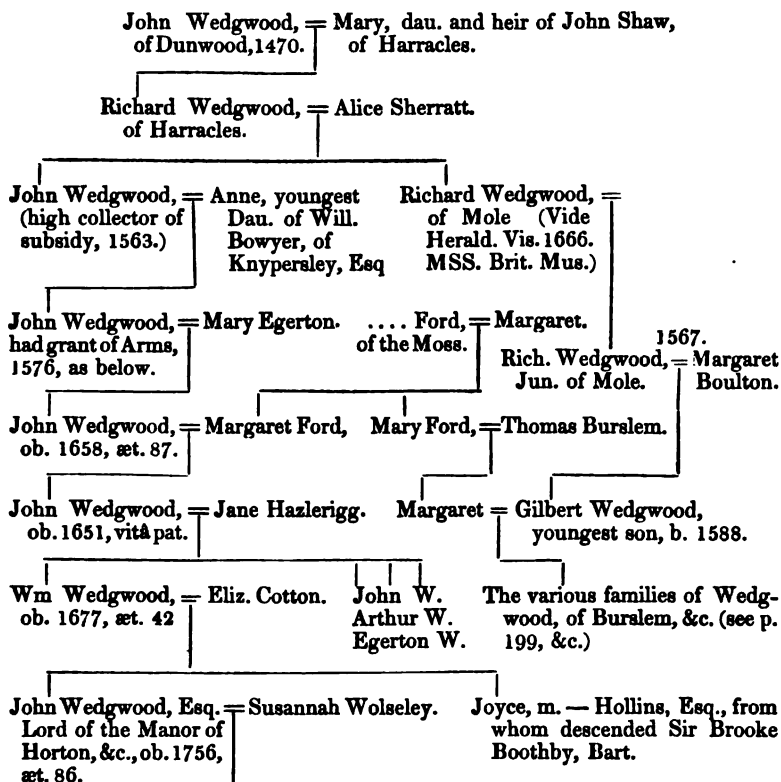 John Wedgwood, = Mary, dau. and heir of John Shaw,
of Dunwood, 1470. of Harracles.
Richard Wedgwood, = Alice Sherratt.
of Harracles.
John Wedgwood, =
(high collector of
subsidy, 1563.)
Anne, youngest
Dau. of Will.
Bowyer, of
Knypersley, Esq
Richard Wedgwood, =
of Mole (Vide
Herald. Vis. 1666.
MSS. Brit. Mus.)
John Wedgwood, = Mary Egerton.
had grant of Arms,
1576, as below.
.... Ford, = Margaret.
of the Moss.
1567.
Rich. Wedgwood, = Margaret
Jun. of Mole. Boulton.
John Wedgwood, = Margaret Ford,
ob. 1658, æt. 87.
Mary Ford, = Thomas Burslem.
John Wedgwood, = Jane Hazlerigg.
ob. 1651, vitâ pat.
Margaret = Gilbert Wedgwood,
youngest son, b. 1588.
Wm Wedgwood, = Eliz. Cotton.
ob. 1677, æt. 42
John W.
Arthur W.
Egerton W.
The various families of Wedg-
wood, of Burslem, &c. (see p.
199, &c.)
John Wedgwood, Esq. = Susannah Wolseley.
Lord of the Manor of
Horton, &c., ob. 1756,
æt. 86.
Joyce, m. — Hollins, Esq., from
whom descended Sir Brooke
Boothby, Bart.